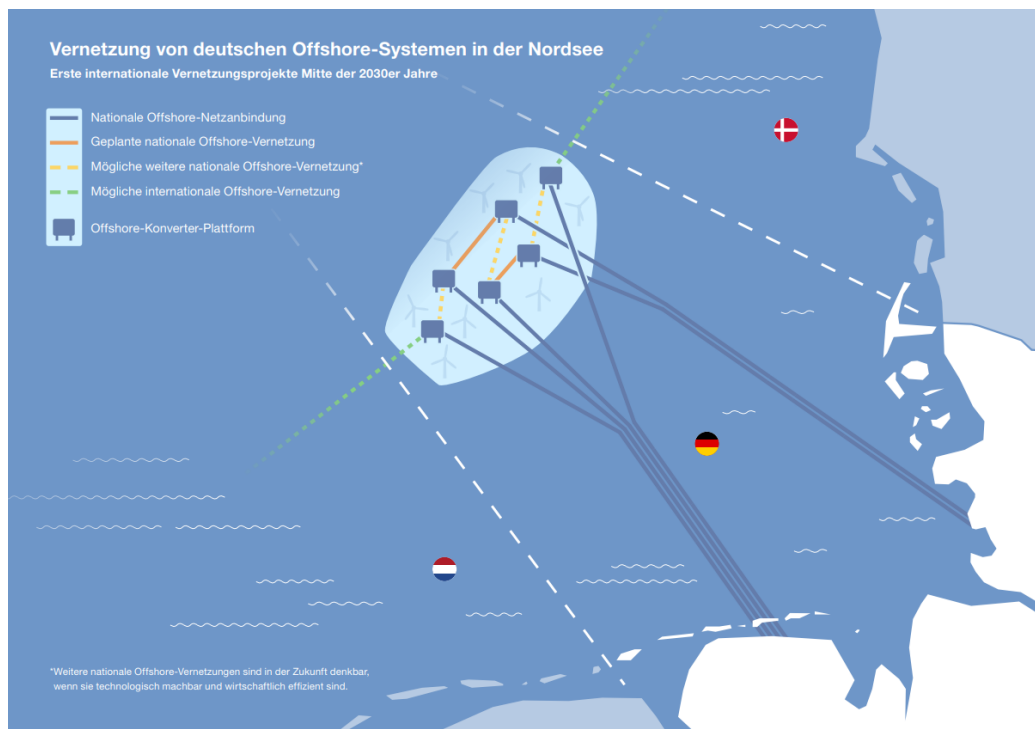 Vernetzung von deutschen Offshore-Systemen in der Nordsee
Erste internationale Vernetzungsprojekte Mitte der 2030er Jahre
Nationale Offshore-Netzanbindung
Geplante nationale Offshore-Vernetzung
Mögliche weitere nationale Offshore-Vernetzung*
Mögliche internationale Offshore-Vernetzung
Offshore-Konverter-Plattform
*Weitere nationale Offshore-Vernetzungen sind in der Zukunft denkbar,
wenn sie technologisch machbar und wirtschaftlich effizient sind.